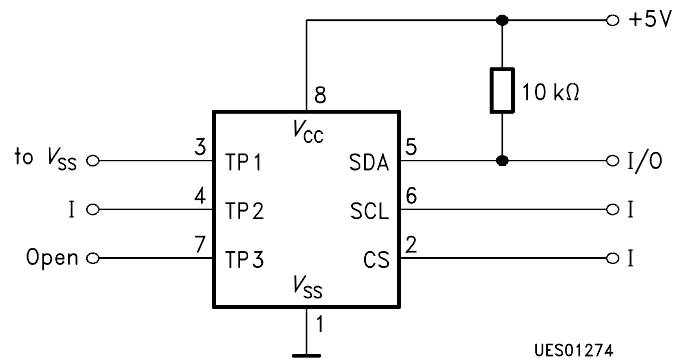 +5V
8
10 kΩ
VCC
to VSS 3 TP1 SDA 5 I/O
I 4 TP2 SCL 6 I
Open 7 TP3 CS 2 I
VSS
1
UES01274